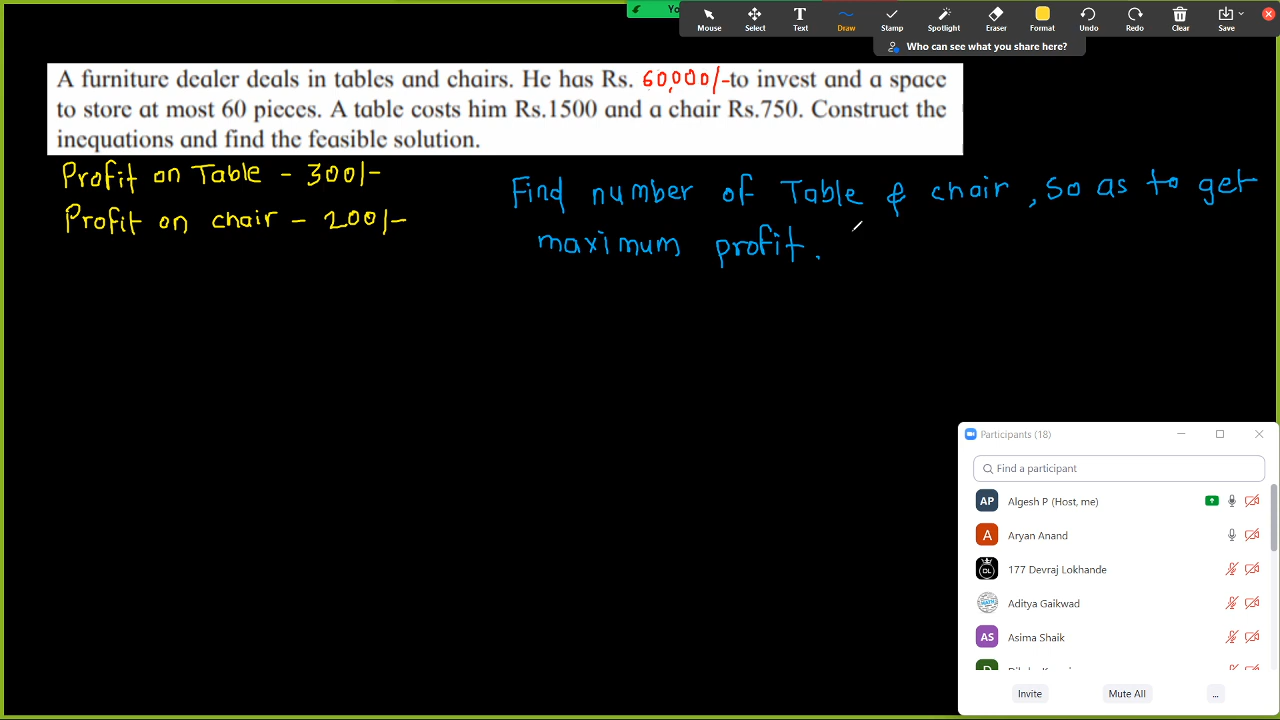 Yo
Mouse Select Text Draw Stamp Spotlight Eraser Format Undo Redo Clear Save
Who can see what you share here?
A furniture dealer deals in tables and chairs. He has Rs. 60,000/- to invest and a space
to store at most 60 pieces. A table costs him Rs.1500 and a chair Rs.750. Construct the
inequations and find the feasible solution.
Profit on Table - 300/-
Profit on chair - 200/-
Find number of Table & chair, so as to get
maximum profit.
Participants (18)
Find a participant
AP Algesh P (Host, me)
A Aryan Anand
DL 177 Devraj Lokhande
Aditya Gaikwad
AS Asima Shaik
Invite Mute All ...